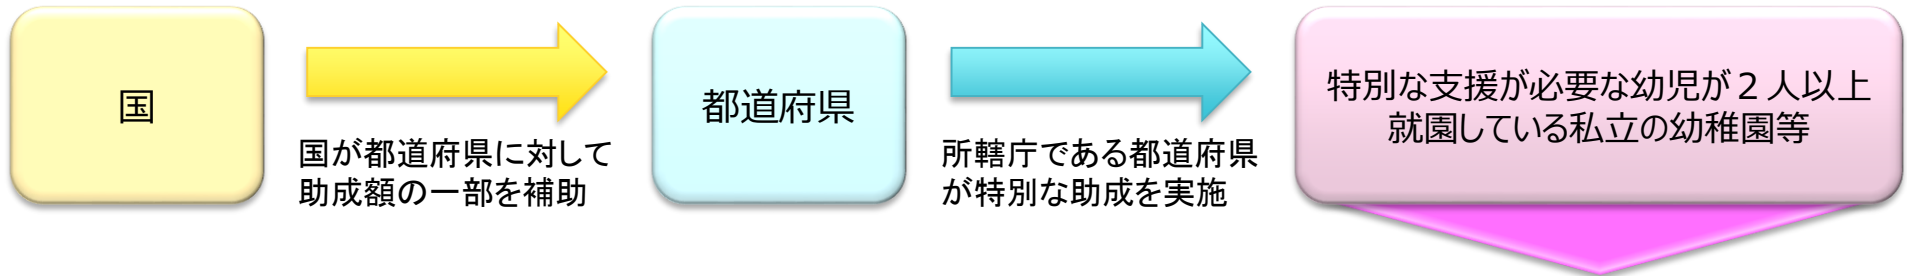 国
国が都道府県に対して
助成額の一部を補助
都道府県
所轄庁である都道府県
が特別な助成を実施
特別な支援が必要な幼児が２人以上
就園している私立の幼稚園等